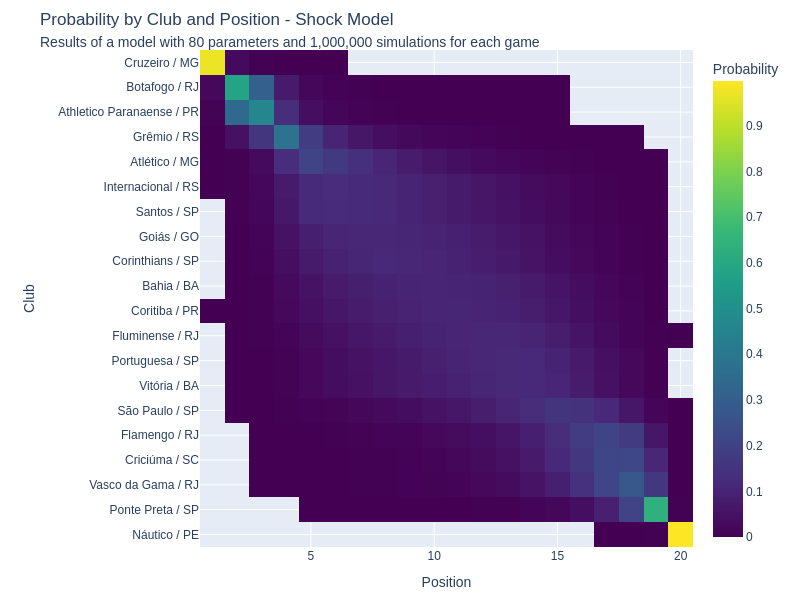 Probability by Club and Position - Shock Model
Results of a model with 80 parameters and 1,000,000 simulations for each game
Probability
Club
Cruzeiro / MG
Botafogo / RJ
Athletico Paranaense / PR
Grêmio / RS
Atlético / MG
Internacional / RS
Santos / SP
Goiás / GO
Corinthians / SP
Bahia / BA
Coritiba / PR
Fluminense / RJ
Portuguesa / SP
Vitória / BA
São Paulo / SP
Flamengo / RJ
Criciúma / SC
Vasco da Gama / RJ
Ponte Preta / SP
Náutico / PE
0.9
0.8
0.7
0.6
0.5
0.4
0.3
0.2
0.1
0
5 10 15 20
Position